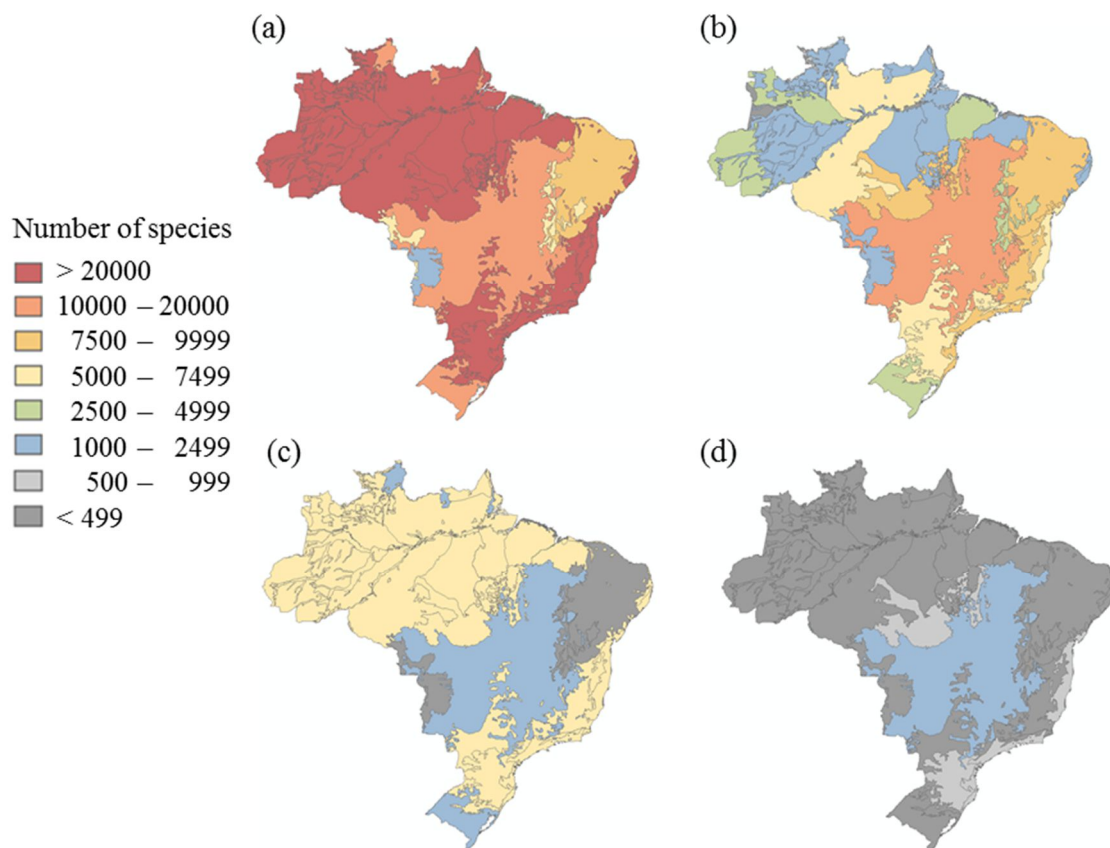 (a)
(b)
Number of species
> 20000
10000 – 20000
7500 – 9999
5000 – 7499
2500 – 4999
1000 – 2499
500 – 999
< 499
(c)
(d)